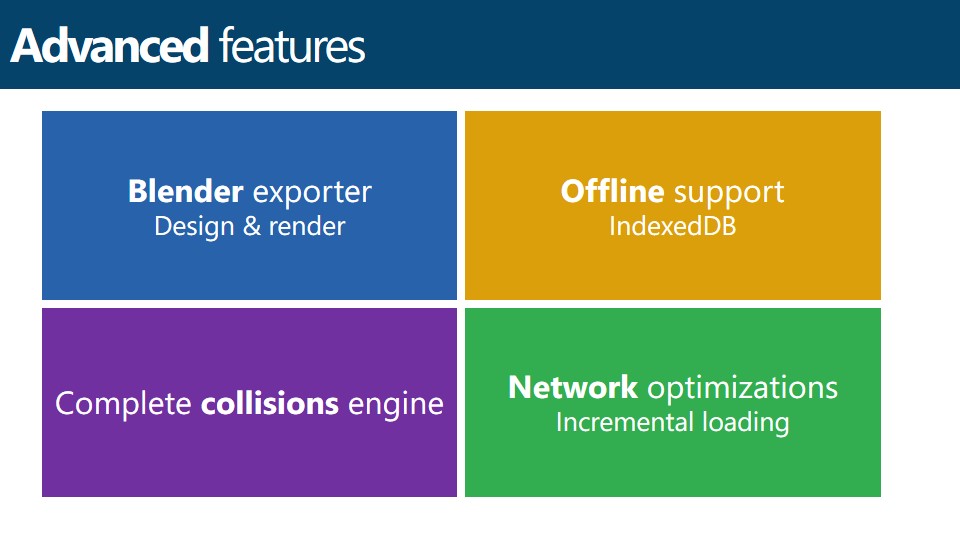 Advanced features
Blender exporter
Design & render
Offline support
IndexedDB
Complete collisions engine
Network optimizations
Incremental loading